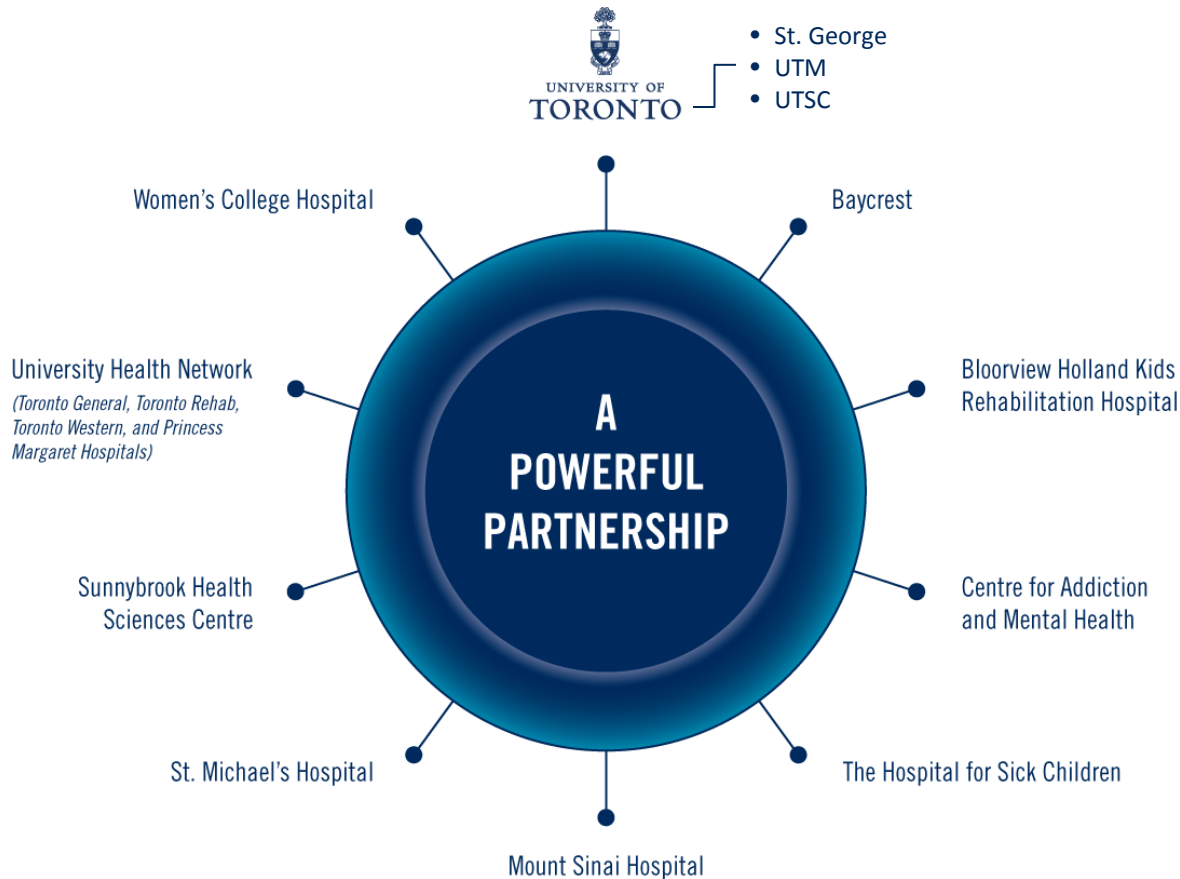 UNIVERSITY OF
TORONTO
• St. George
• UTM
• UTSC
Women's College Hospital
Baycrest
University Health Network
(Toronto General, Toronto Rehab,
Toronto Western, and Princess
Margaret Hospitals)
Bloorview Holland Kids
Rehabilitation Hospital
A
POWERFUL
PARTNERSHIP
Sunnybrook Health
Sciences Centre
Centre for Addiction
and Mental Health
St. Michael's Hospital
The Hospital for Sick Children
Mount Sinai Hospital